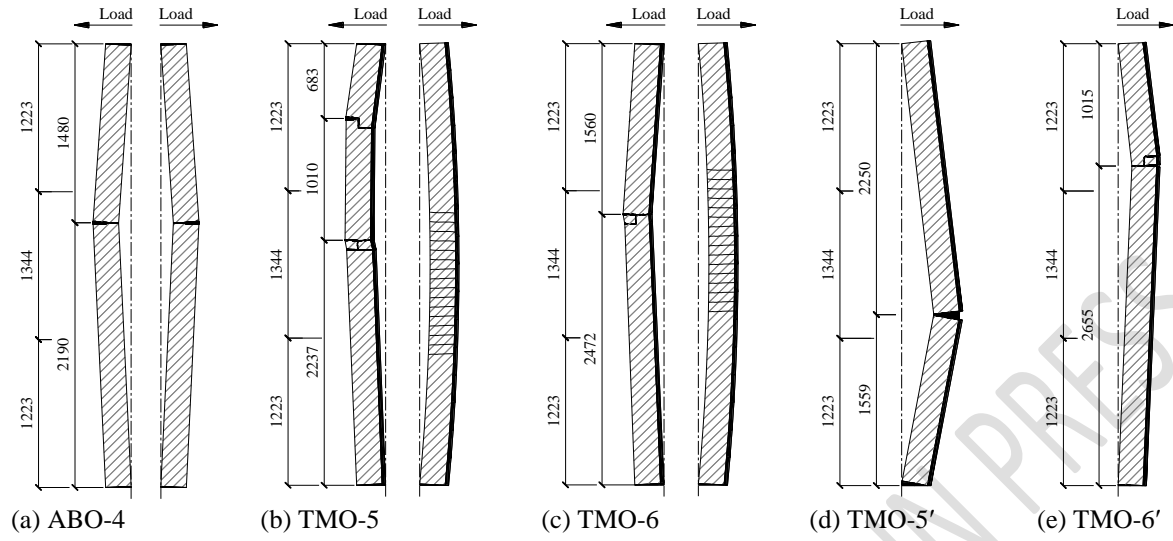 Load Load Load Load Load Load Load Load
1223 1480 1344 2190 1223
683 1223 1010 1344 2237 1223
1223 1560 1344 2472 1223
1223 2250 1344 1559 1223
1223 1015 1344 2655 1223
(a) ABO-4 (b) TMO-5 (c) TMO-6 (d) TMO-5′ (e) TMO-6′
IN PRESS